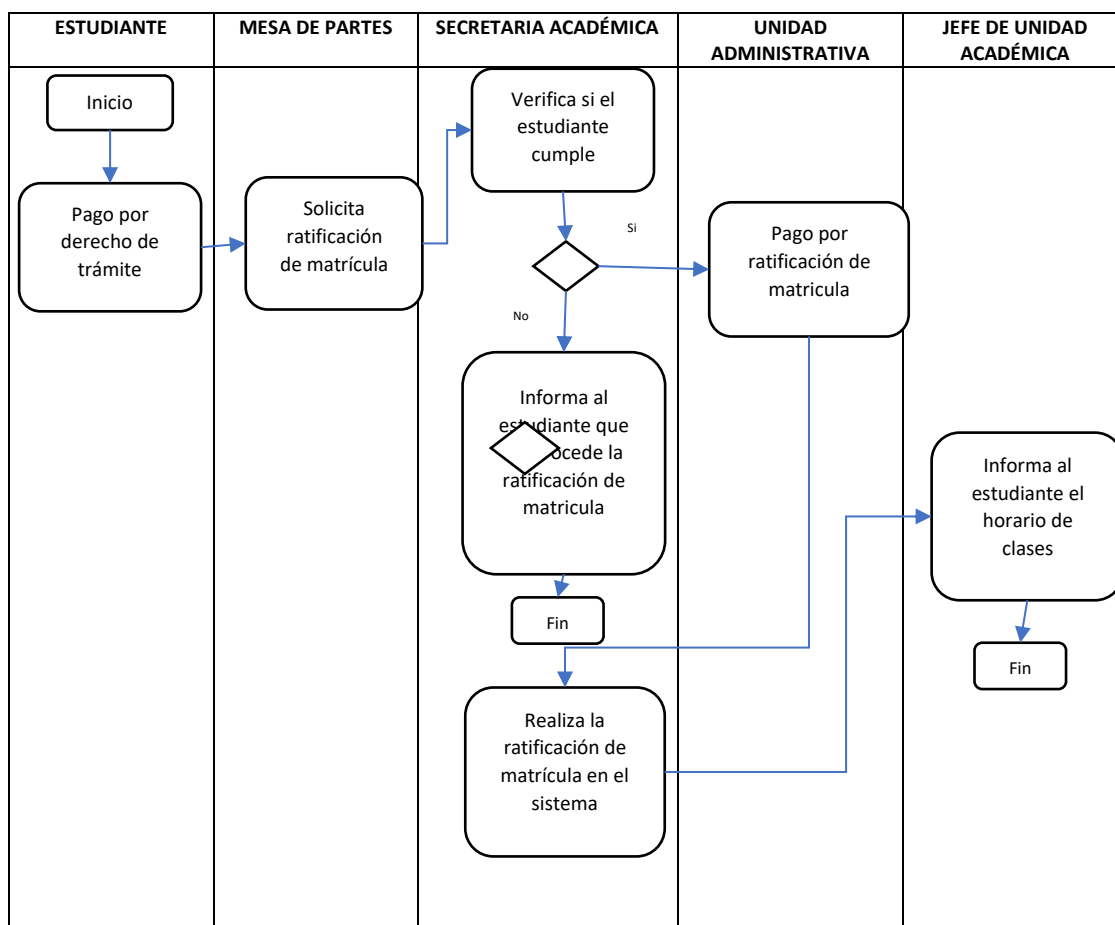 ESTUDIANTE
MESA DE PARTES
SECRETARIA ACADÉMICA
UNIDAD
ADMINISTRATIVA
JEFE DE UNIDAD
ACADÉMICA
Inicio
Pago por
derecho de
trámite
Solicita
ratificación
de matrícula
Verifica si el
estudiante
cumple
Si
No
Pago por
ratificación de
matricula
Informa al
estudiante que
la
ratificación de
matricula
Fin
Realiza la
ratificación de
matrícula en el
sistema
Informa al
estudiante el
horario de
clases
Fin